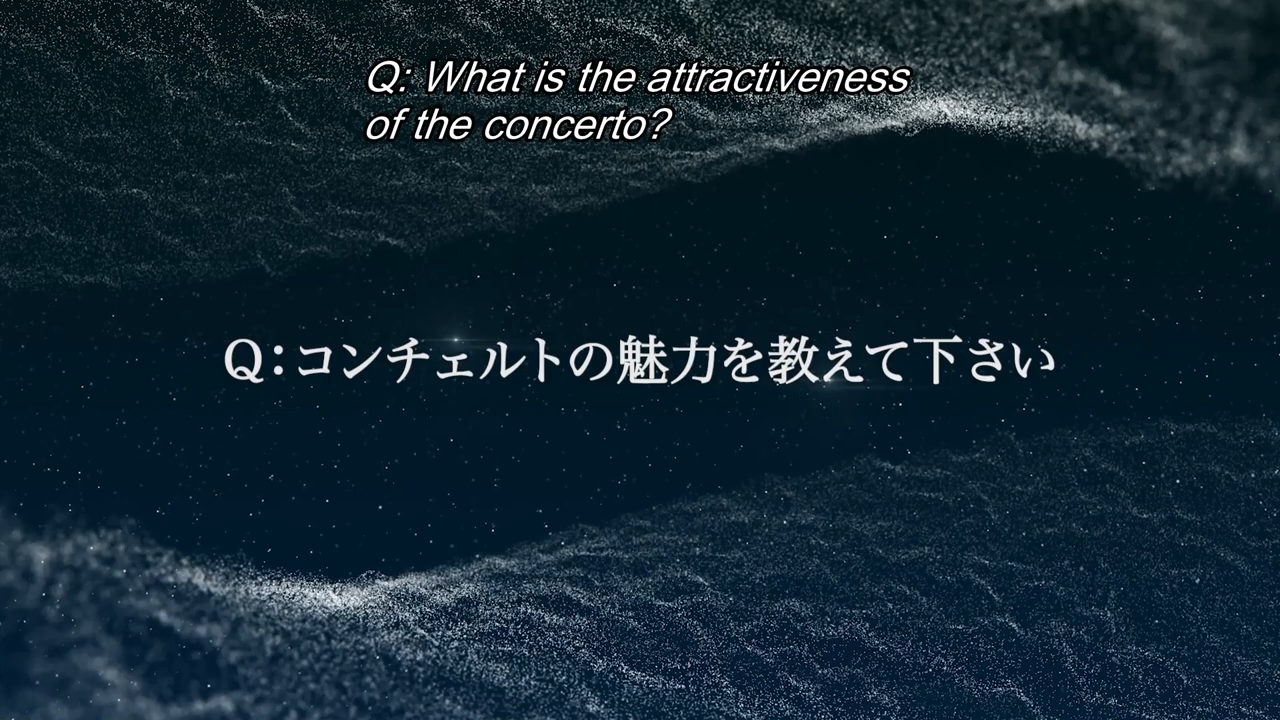 Q: What is the attractiveness
of the concerto?
Q：コンチェルトの魅力を教えて下さい